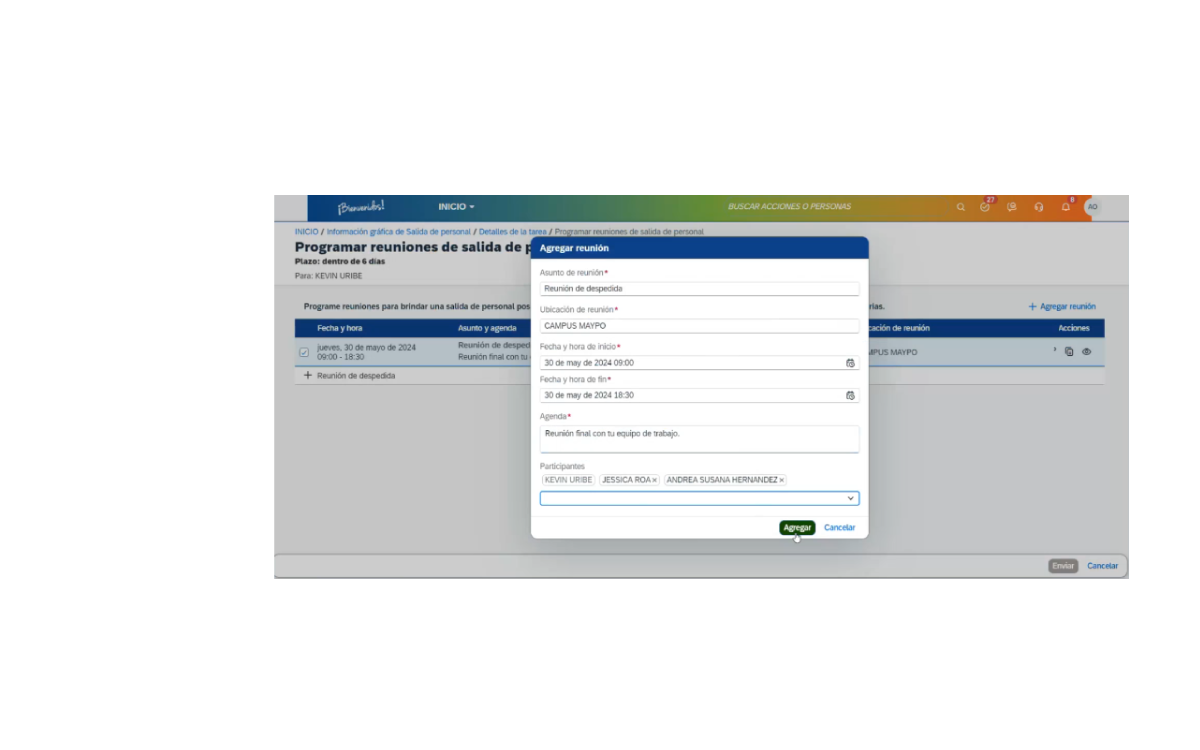 ¡Bienvenidos!
INICIO
BUSCAR ACCIONES O PERSONAS
27
8
AO
INICIO / Información gráfica de Salida de personal / Detalles de la tarea / Programar reuniones de salida de personal
Programar reuniones de salida de p
Plazo: dentro de 6 días
Para: KEVIN URIBE
Programe reuniones para brindar una salida de personal pos
rias.
+ Agregar reunión
Fecha y hora
Asunto y agenda
cación de reunión
Acciones
jueves, 30 de mayo de 2024
09:00 - 18:30
Reunión de desped
Reunión final con tu
MPUS MAYPO
+ Reunión de despedida
Agregar reunión
Asunto de reunión*
Reunión de despedida
Ubicación de reunión*
CAMPUS MAYPO
Fecha y hora de inicio*
30 de may de 2024 09:00
Fecha y hora de fin*
30 de may de 2024 18:30
Agenda*
Reunión final con tu equipo de trabajo.
Participantes
KEVIN URIBE JESSICA ROA × ANDREA SUSANA HERNANDEZ ×
Agregar Cancelar
Enviar Cancelar